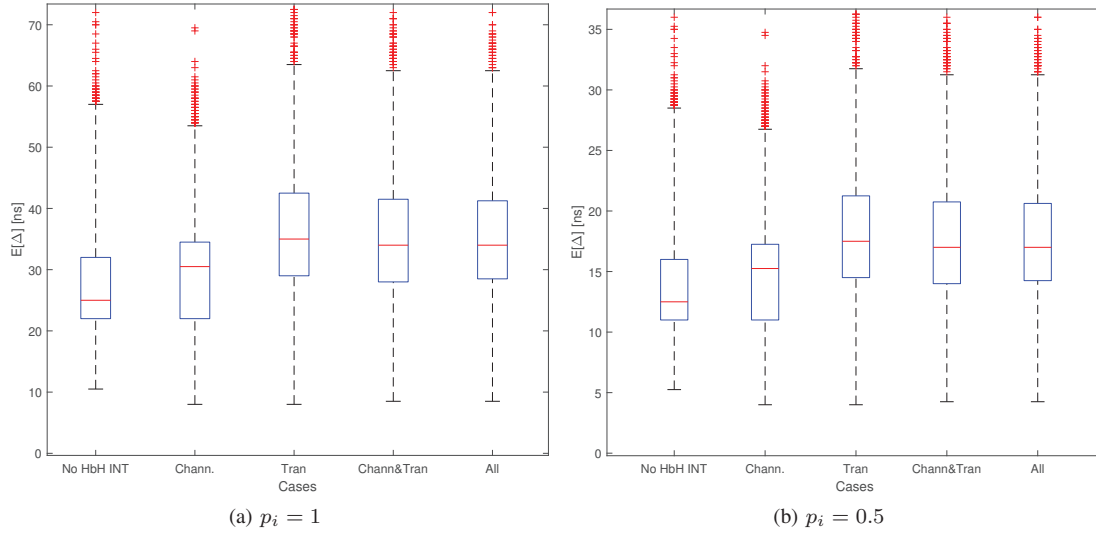 70
60
50
40
30
20
10
0
E[Δ] [ns]
No HbH INT
Chann.
Tran
Chann&Tran
All
Cases
(a) p_i = 1
35
30
25
20
15
10
5
0
E[Δ] [ns]
No HbH INT
Chann.
Tran
Chann&Tran
All
Cases
(b) p_i = 0.5